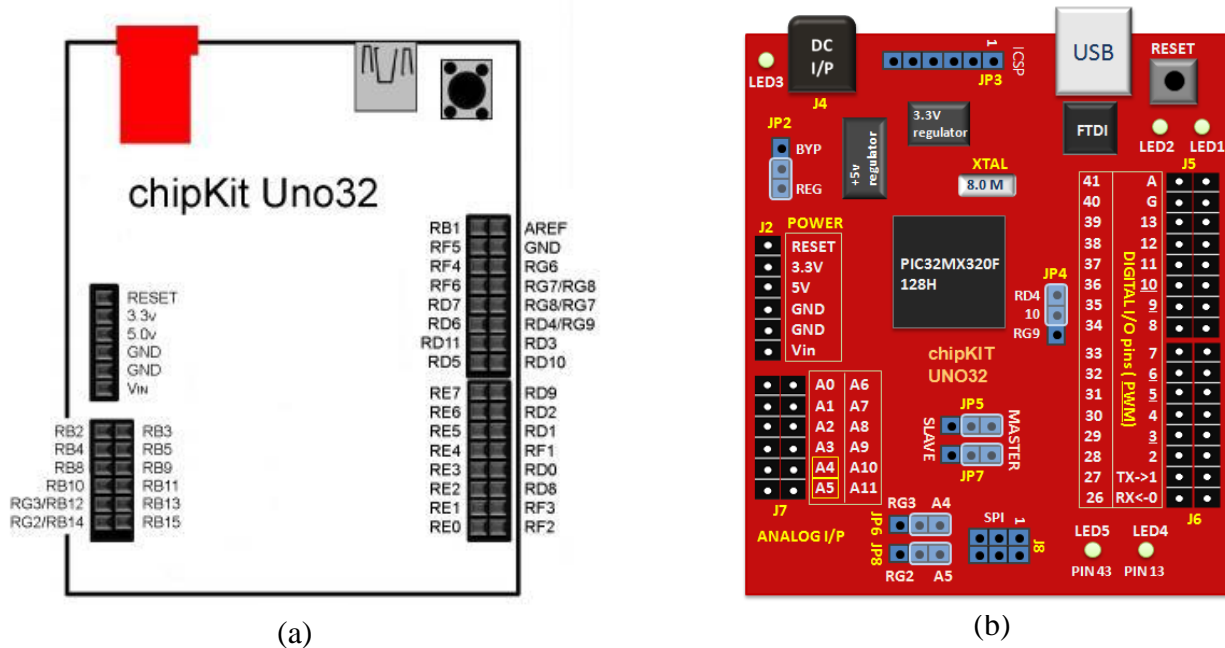 chipKit Uno32
RB1 AREF
RF5 GND
RF4 RG6
RF6 RG7/RG8
RD7 RG8/RG7
RD6 RD4/RG9
RD11 RD3
RD5 RD10
RESET
3.3v
5.0v
GND
GND
VIN
RE7 RD9
RE6 RD2
RE5 RD1
RE4 RF1
RE3 RD0
RE2 RD8
RE1 RF3
RE0 RF2
RB2 RB3
RB4 RB5
RB8 RB9
RB10 RB11
RG3/RB12 RB13
RG2/RB14 RB15
(a)
LED3
DC
I/P
J4
1
ICSP
JP3
USB
RESET
3.3V
regulator
FTDI
LED2 LED1
JP2
BYP
REG
+5v
regulator
XTAL
8.0 M
J5
41 A
40 G
39 13
38 12
37 11
36 10
35 9
34 8
33 7
32 6
31 5
30 4
29 3
28 2
27 TX->1
26 RX<-0
DIGITAL I/O pins ( PWM)
J6
J2 POWER
RESET
3.3V
5V
GND
GND
Vin
PIC32MX320F
128H
JP4
RD4
10
RG9
chipKIT
UNO32
A0 A6
A1 A7
A2 A8
A3 A9
A4 A10
A5 A11
J7
ANALOG I/P
JP5
SLAVE
MASTER
JP7
RG3 A4
JP6
JP8
RG2 A5
SPI 1
J8
LED5 LED4
PIN 43 PIN 13
(b)